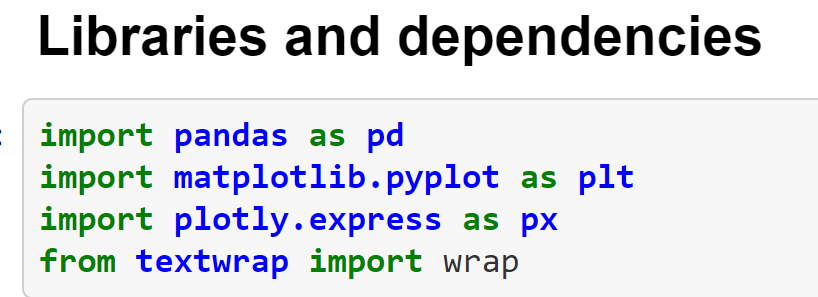 Libraries and dependencies
import pandas as pd
import matplotlib.pyplot as plt
import plotly.express as px
from textwrap import wrap